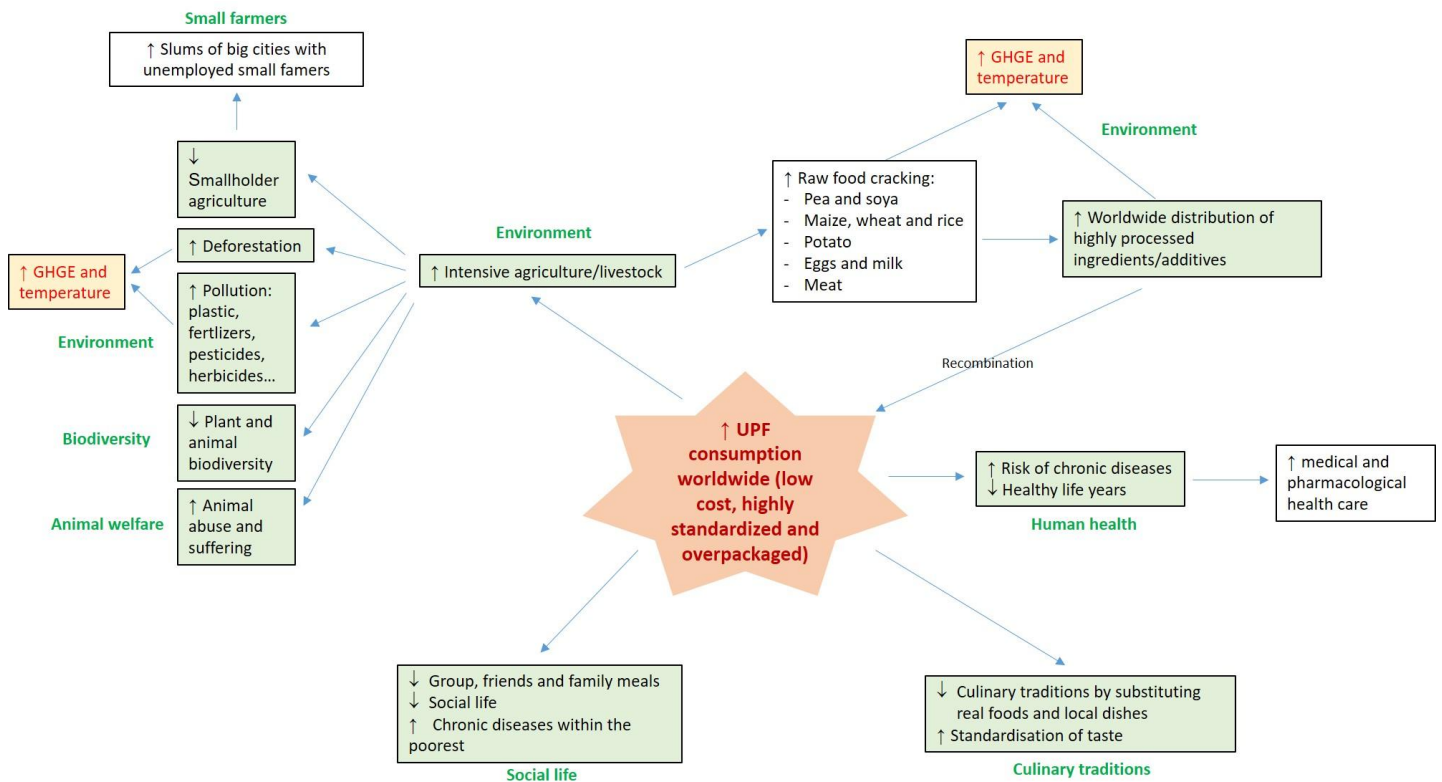 Small farmers
↑ Slums of big cities with
unemployed small famers
↓
Smallholder
agriculture
↑ Deforestation
↑ GHGE and
temperature
↑ Pollution:
plastic,
fertlizers,
pesticides,
herbicides...
Environment
Biodiversity
↓ Plant and
animal
biodiversity
Animal welfare
↑ Animal
abuse and
suffering
Environment
↑ Intensive agriculture/livestock
↑ GHGE and
temperature
Environment
↑ Raw food cracking:
- Pea and soya
- Maize, wheat and rice
- Potato
- Eggs and milk
- Meat
↑ Worldwide distribution of
highly processed
ingredients/additives
Recombination
↑ UPF
consumption
worldwide (low
cost, highly
standardized and
overpackaged)
↑ Risk of chronic diseases
↓ Healthy life years
Human health
↑ medical and
pharmacological
health care
↓ Group, friends and family meals
↓ Social life
↑ Chronic diseases within the
poorest
Social life
↓ Culinary traditions by substituting
real foods and local dishes
↑ Standardisation of taste
Culinary traditions